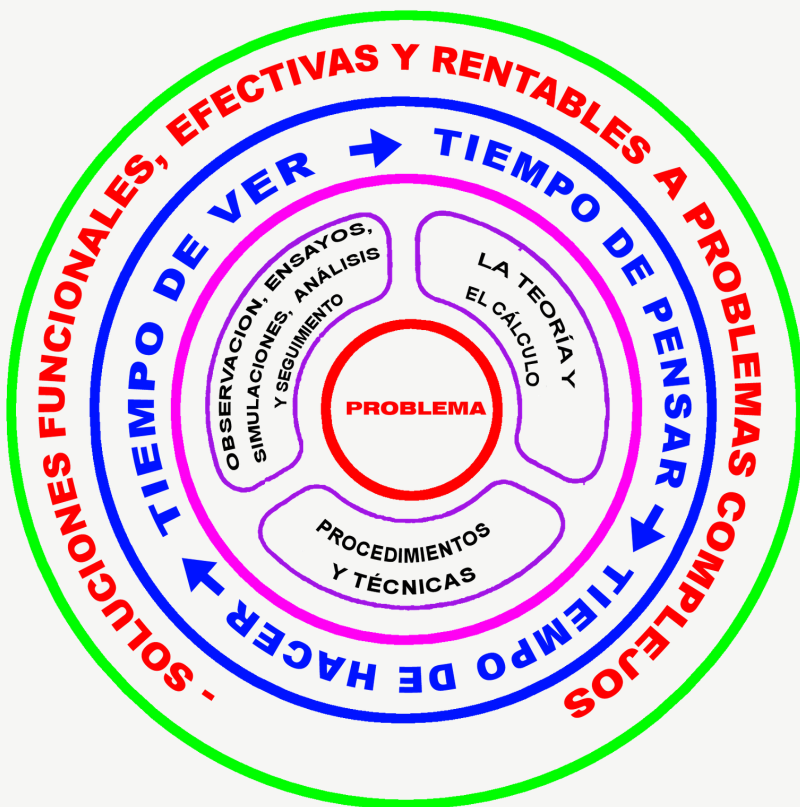 - SOLUCIONES FUNCIONALES, EFECTIVAS Y RENTABLES A PROBLEMAS COMPLEJOS
TIEMPO DE VER
TIEMPO DE PENSAR
TIEMPO DE HACER
OBSERVACION, ENSAYOS,
SIMULACIONES, ANÁLISIS
Y SEGUIMIENTO
LA TEORÍA Y
EL CÁLCULO
PROCEDIMIENTOS
Y TÉCNICAS
PROBLEMA